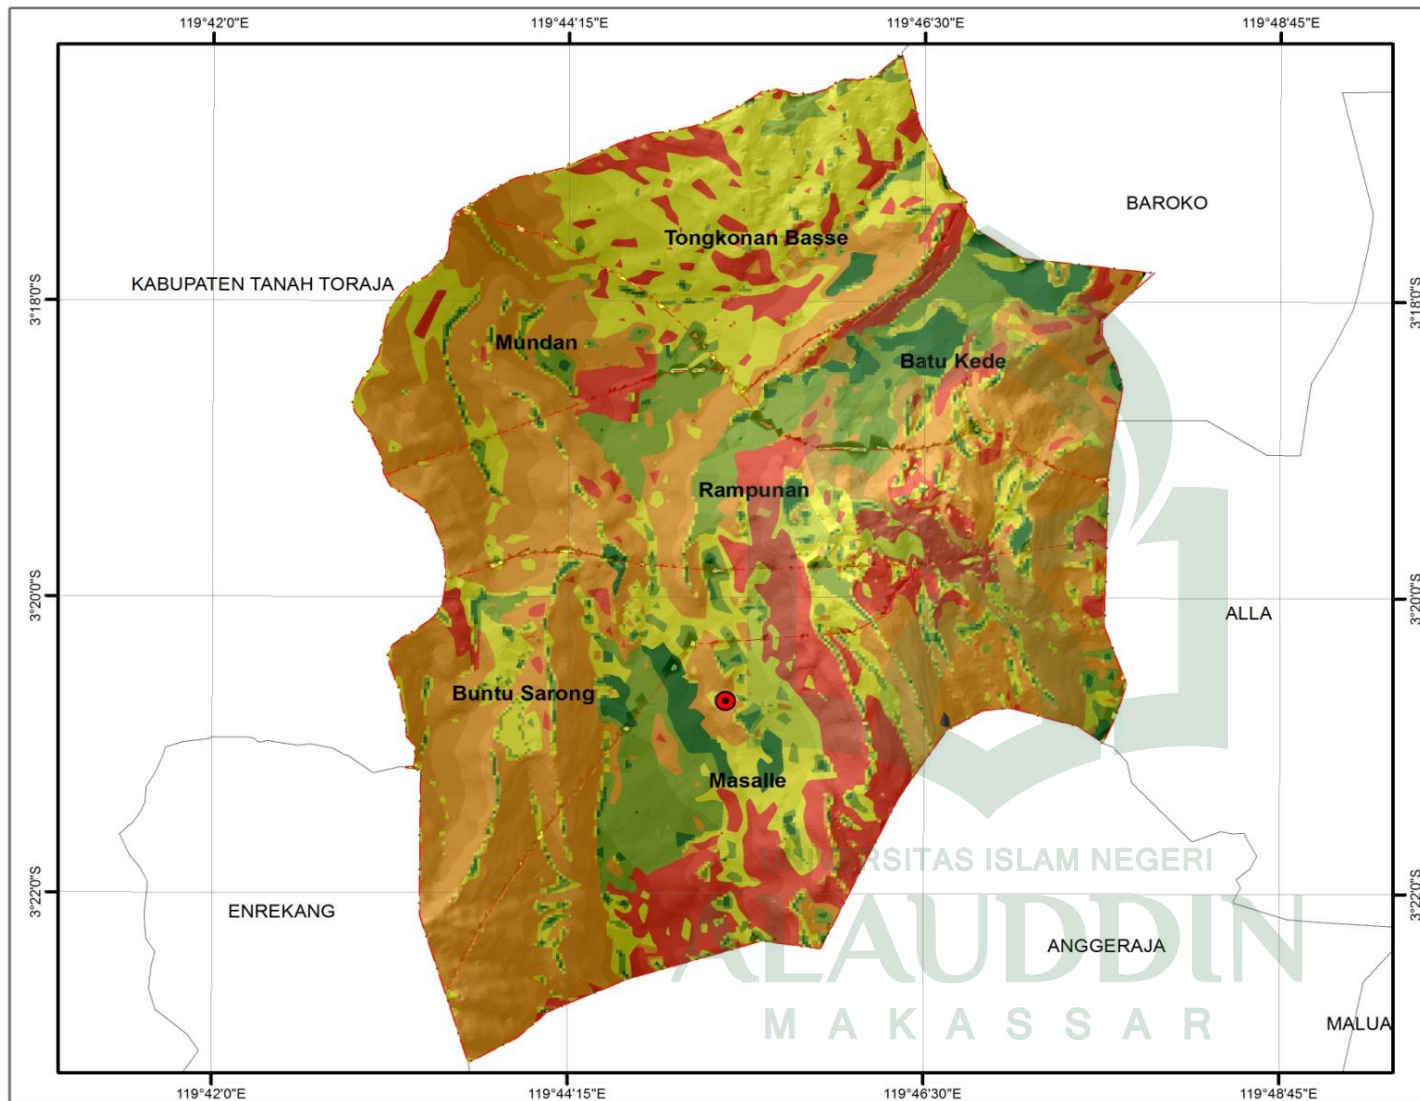 119°42'0"E
119°44'15"E
119°46'30"E
119°48'45"E
BAROKO
Tongkonan Basse
KABUPATEN TANAH TORAJA
3°18'0"S
3°18'0"S
Mundan
Batu Kede
Rampunan
3°20'0"S
3°20'0"S
ALLA
Buntu Sarong
Masalle
UNIVERSITAS ISLAM NEGERI
3°22'0"S
3°22'0"S
ENREKANG
ALAUDDIN
ANGGERAJA
MAKASSAR
MALUA
119°42'0"E
119°44'15"E
119°46'30"E
119°48'45"E